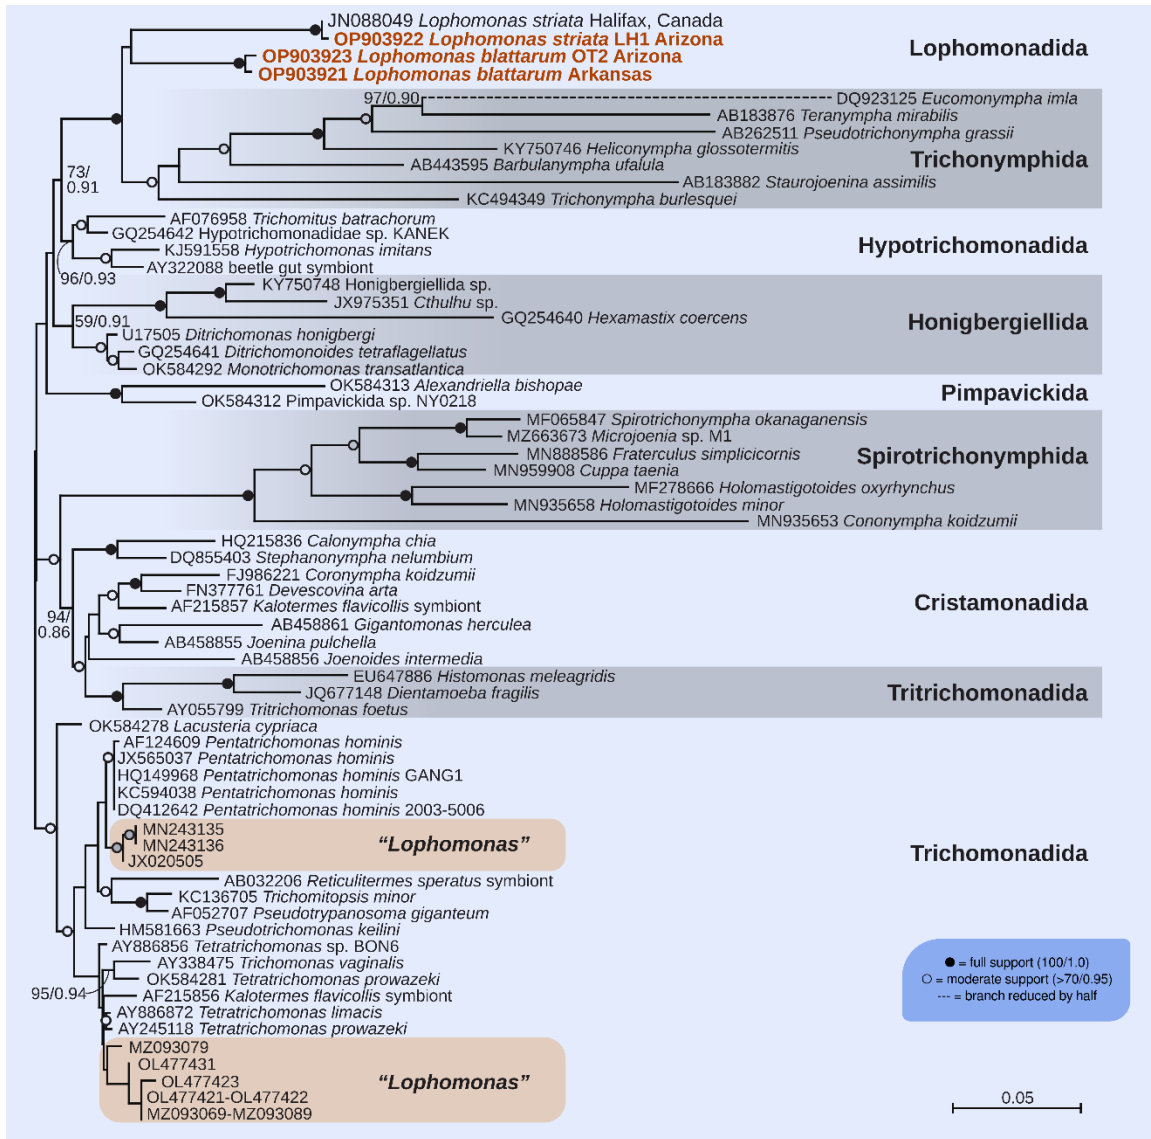 JN088049 Lophomonas striata Halifax, Canada
OP903922 Lophomonas striata LH1 Arizona
Lophomonadida
OP903923 Lophomonas blattarum OT2 Arizona
OP903921 Lophomonas blattarum Arkansas
97/0.90
DQ923125 Eucomonympha imla
AB183876 Teranympha mirabilis
AB262511 Pseudotrichonympha grassii
KY750746 Heliconympha glossotermitis
Trichonymphida
AB443595 Barbulanympha ufalula
73/
0.91
AB183882 Staurojoenina assimilis
KC494349 Trichonympha burlesquei
AF076958 Trichomitus batrachorum
GQ254642 Hypotrichomonadidae sp. KANEK
Hypotrichomonadida
KJ591558 Hypotrichomonas imitans
AY322088 beetle gut symbiont
96/0.93
KY750748 Honigbergiellida sp.
JX975351 Cthulhu sp.
59/0.91
GQ254640 Hexamastix coercens
Honigbergiellida
U17505 Ditrichomonas honigbergi
GQ254641 Ditrichomonoides tetraflagellatus
OK584292 Monotrichomonas transatlantica
OK584313 Alexandriella bishopae
Pimpavickida
OK584312 Pimpavickida sp. NY0218
MF065847 Spirotrichonympha okanaganensis
MZ663673 Microjoenia sp. M1
MN888586 Fraterculus simplicicornis
Spirotrichonymphida
MN959908 Cuppa taenia
MF278666 Holomastigotoides oxyrhynchus
MN935658 Holomastigotoides minor
MN935653 Cononympha koidzumii
HQ215836 Calonympha chia
DQ855403 Stephanonympha nelumbium
FJ986221 Coronympha koidzumii
FN377761 Devescovina arta
Cristamonadida
AF215857 Kalotermes flavicollis symbiont
94/
0.86
AB458861 Gigantomonas herculea
AB458855 Joenina pulchella
AB458856 Joenoides intermedia
EU647886 Histomonas meleagridis
JQ677148 Dientamoeba fragilis
Tritrichomonadida
AY055799 Tritrichomonas foetus
OK584278 Lacusteria cypriaca
AF124609 Pentatrichomonas hominis
JX565037 Pentatrichomonas hominis
HQ149968 Pentatrichomonas hominis GANG1
KC594038 Pentatrichomonas hominis
DQ412642 Pentatrichomonas hominis 2003-5006
MN243135
MN243136
“Lophomonas”
JX020505
Trichomonadida
AB032206 Reticulitermes speratus symbiont
KC136705 Trichomitopsis minor
AF052707 Pseudotrypanosoma giganteum
HM581663 Pseudotrichomonas keilini
AY886856 Tetratrichomonas sp. BON6
AY338475 Trichomonas vaginalis
OK584281 Tetratrichomonas prowazeki
95/0.94
AF215856 Kalotermes flavicollis symbiont
AY886872 Tetratrichomonas limacis
AY245118 Tetratrichomonas prowazeki
MZ093079
OL477431
OL477423
“Lophomonas”
OL477421-OL477422
MZ093069-MZ093089
= full support (100/1.0)
= moderate support (>70/0.95)
--- = branch reduced by half
0.05